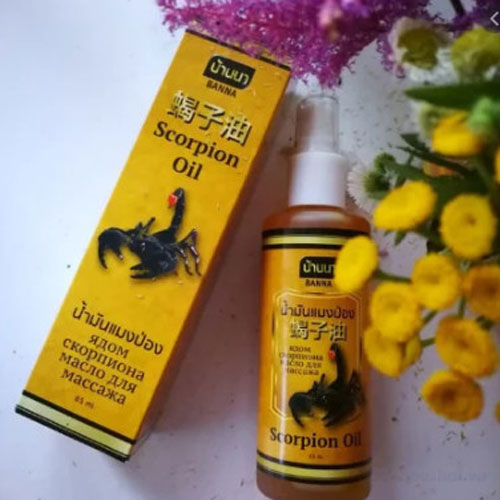 บ้านนา
BANNA
蝎子油
Scorpion
Oil
น้ำมันแมงป่อง
ядом
скорпиона
масло для
массажа
85 ml.
บ้านนา
BANNA
น้ำมันแมงป่อง
蝎子油
ядом
скорпиона
масло для
массажа
Scorpion Oil